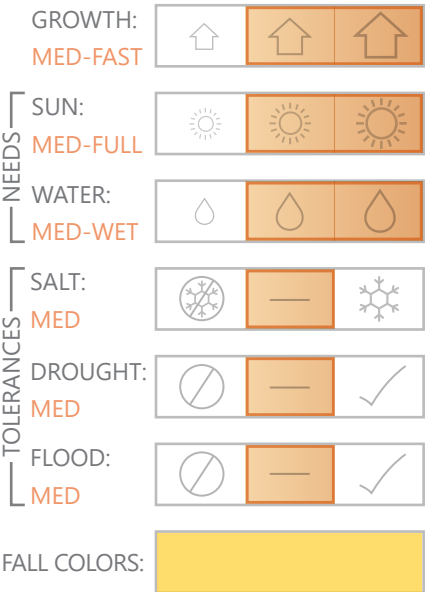 GROWTH:
MED-FAST
NEEDS
SUN:
MED-FULL
WATER:
MED-WET
TOLERANCES
SALT:
MED
DROUGHT:
MED
FLOOD:
MED
FALL COLORS: